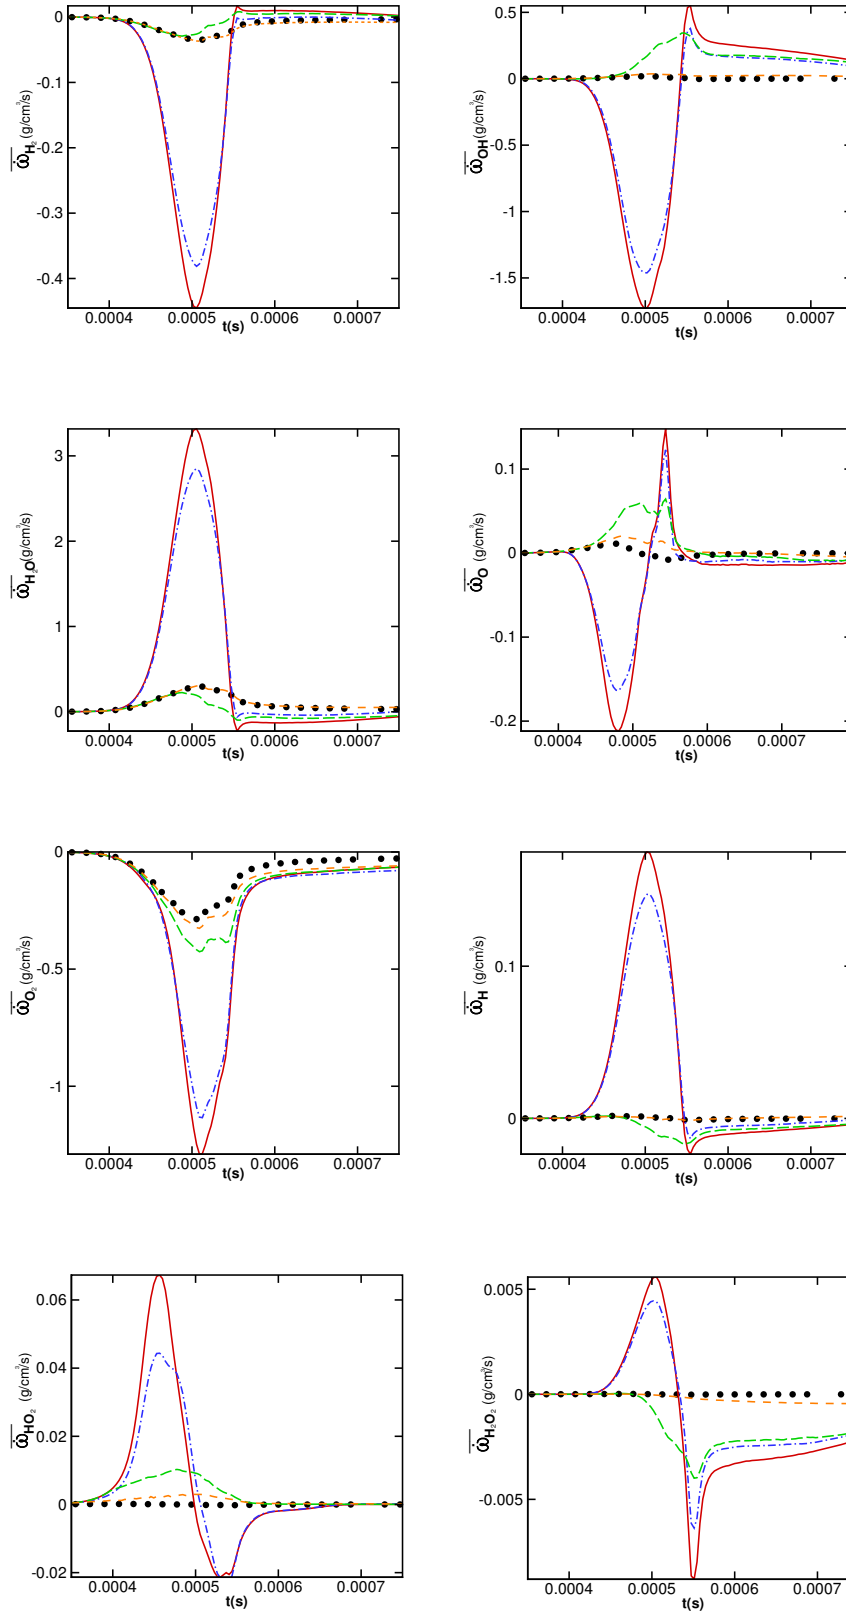 0
-0.1
-0.2
-0.3
-0.4
0.0004 0.0005 0.0006 0.0007
t(s)
ω̇H₂ (g/cm³/s)
0.5
0
-0.5
-1
-1.5
0.0004 0.0005 0.0006 0.0007
t(s)
ω̇OH (g/cm³/s)
3
2
1
0
0.0004 0.0005 0.0006 0.0007
t(s)
ω̇H₂O (g/cm³/s)
0.1
0
-0.1
-0.2
0.0004 0.0005 0.0006 0.0007
t(s)
ω̇O (g/cm³/s)
0
-0.5
-1
0.0004 0.0005 0.0006 0.0007
t(s)
ω̇O₂ (g/cm³/s)
0.1
0
0.0004 0.0005 0.0006 0.0007
t(s)
ω̇H (g/cm³/s)
0.06
0.04
0.02
0
-0.02
0.0004 0.0005 0.0006 0.0007
t(s)
ω̇HO₂ (g/cm³/s)
0.005
0
-0.005
0.0004 0.0005 0.0006 0.0007
t(s)
ω̇H₂O₂ (g/cm³/s)